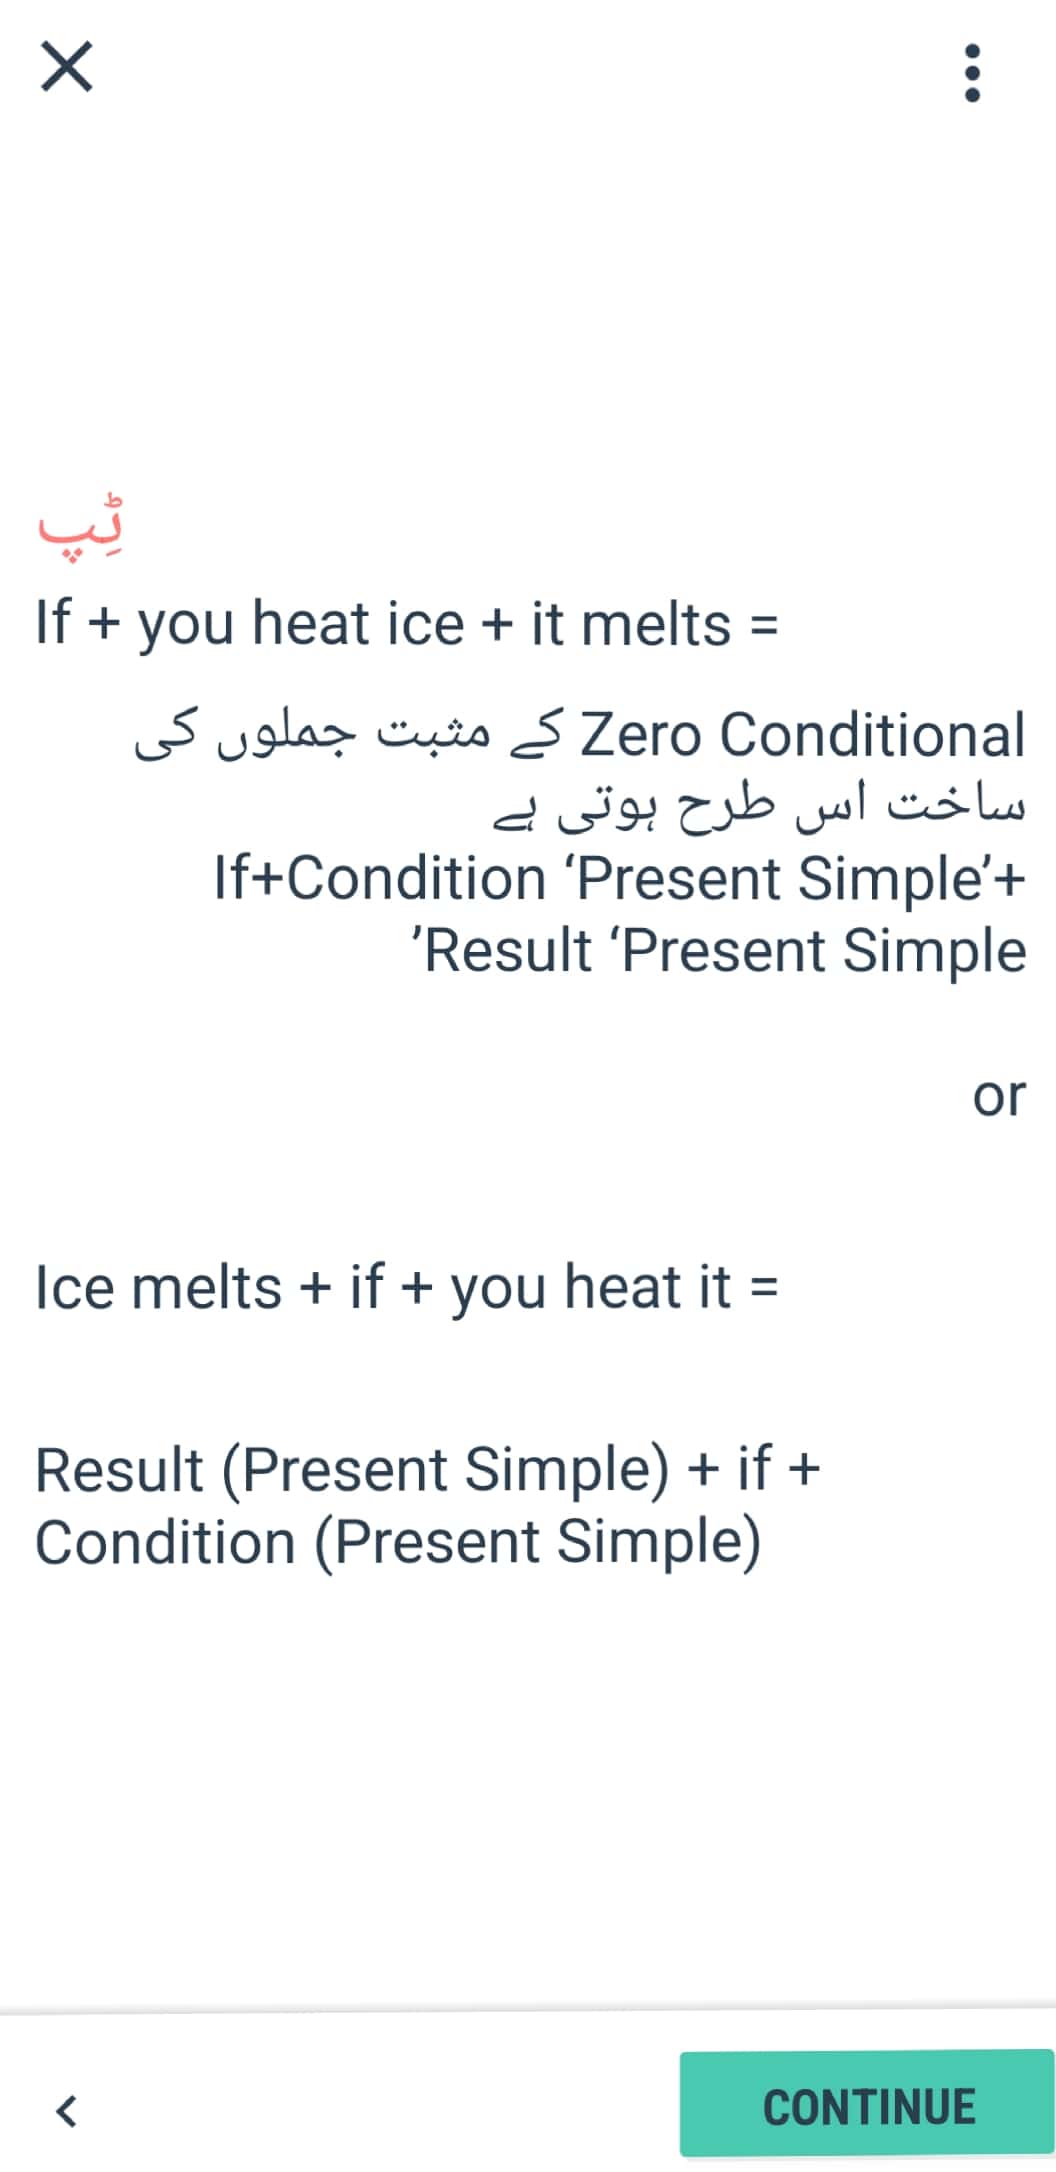 ٹِپ
If + you heat ice + it melts =
Zero Conditional کے مثبت جملوں کی
ساخت اس طرح ہوتی ہے
If+Condition ‘Present Simple’+
’Result ‘Present Simple
or
Ice melts + if + you heat it =
Result (Present Simple) + if +
Condition (Present Simple)
CONTINUE